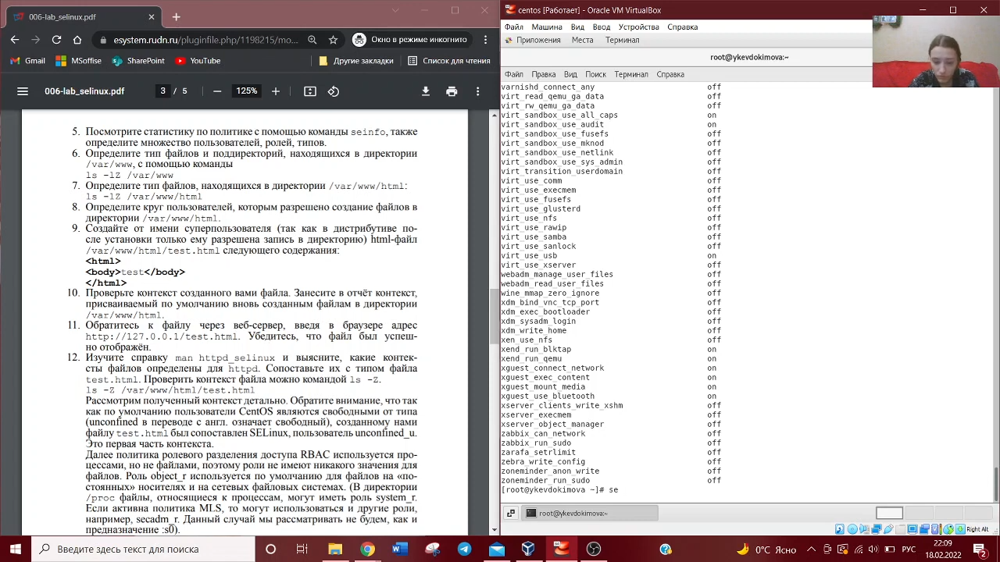 006-lab_selinux.pdf
esystem.rudn.ru/pluginfile.php/1198215/mo...
Окно в режиме инкогнито
Gmail
MSoffise
SharePoint
YouTube
Другие закладки
Список для чтения
006-lab_selinux.pdf
3 / 5
125%
5. Посмотрите статистику по политике с помощью команды seinfo, также
определите множество пользователей, ролей, типов.
6. Определите тип файлов и поддиректорий, находящихся в директории
/var/www, с помощью команды
ls -lZ /var/www
7. Определите тип файлов, находящихся в директории /var/www/html:
ls -lZ /var/www/html
8. Определите круг пользователей, которым разрешено создание файлов в
директории /var/www/html.
9. Создайте от имени суперпользователя (так как в дистрибутиве по-
сле установки только ему разрешена запись в директорию) html-файл
/var/www/html/test.html следующего содержания:
<html>
<body>test</body>
</html>
10. Проверьте контекст созданного вами файла. Занесите в отчёт контекст,
присваиваемый по умолчанию вновь созданным файлам в директории
/var/www/html.
11. Обратитесь к файлу через веб-сервер, введя в браузере адрес
http://127.0.0.1/test.html. Убедитесь, что файл был успеш-
но отображён.
12. Изучите справку man httpd_selinux и выясните, какие контек-
сты файлов определены для httpd. Сопоставьте их с типом файла
test.html. Проверить контекст файла можно командой ls -Z.
ls -Z /var/www/html/test.html
Рассмотрим полученный контекст детально. Обратите внимание, что так
как по умолчанию пользователи CentOS являются свободными от типа
(unconfined в переводе с англ. означает свободный), созданному нами
файлу test.html был сопоставлен SELinux, пользователь unconfined_u.
Это первая часть контекста.
Далее политика ролевого разделения доступа RBAC используется про-
цессами, но не файлами, поэтому роли не имеют никакого значения для
файлов. Роль object_r используется по умолчанию для файлов на «по-
стоянных» носителях и на сетевых файловых системах. (В директории
/proc файлы, относящиеся к процессам, могут иметь роль system_r.
Если активна политика MLS, то могут использоваться и другие роли,
например, secadm_r. Данный случай мы рассматривать не будем, как и
предназначение :s0).
centos [Работает] - Oracle VM VirtualBox
Файл Машина Вид Ввод Устройства Справка
Приложения Места Терминал
root@ykevdokimova:~
Файл Правка Вид Поиск Терминал Справка
varnishd_connect_any off
virt_read_qemu_ga_data off
virt_rw_qemu_ga_data off
virt_sandbox_use_all_caps on
virt_sandbox_use_audit on
virt_sandbox_use_fusefs off
virt_sandbox_use_mknod off
virt_sandbox_use_netlink off
virt_sandbox_use_sys_admin off
virt_transition_userdomain off
virt_use_comm off
virt_use_execmem off
virt_use_fusefs off
virt_use_glusterd off
virt_use_nfs off
virt_use_rawip off
virt_use_samba off
virt_use_sanlock off
virt_use_usb on
virt_use_xserver off
webadm_manage_user_files off
webadm_read_user_files off
wine_mmap_zero_ignore off
xdm_bind_vnc_tcp_port off
xdm_exec_bootloader off
xdm_sysadm_login off
xdm_write_home off
xen_use_nfs off
xend_run_blktap on
xend_run_qemu on
xguest_connect_network on
xguest_exec_content on
xguest_mount_media on
xguest_use_bluetooth on
xserver_clients_write_xshm off
xserver_execmem off
xserver_object_manager off
zabbix_can_network off
zabbix_run_sudo off
zarafa_setrlimit off
zebra_write_config off
zoneminder_anon_write off
zoneminder_run_sudo off
[root@ykevdokimova ~]# se
root@ykevdokimova:~
Right Alt
Введите здесь текст для поиска
0°C Ясно
РУС
22:09
18.02.2022
2